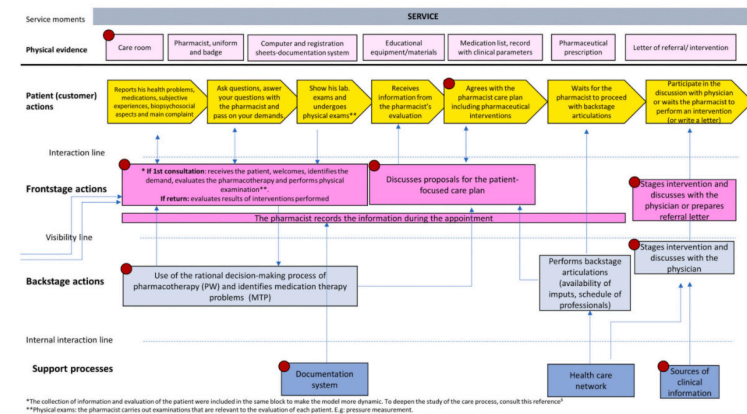 Service moments
SERVICE
Physical evidence
Care room
Pharmacist, uniform
and badge
Computer and registration
sheets-documentation system
Educational
equipment/materials
Medication list, record
with clinical parameters
Pharmaceutical
prescription
Letter of referral/ intervention
Patient (customer)
actions
Reports his health problems,
medications, subjective
experiences, biopsychosocial
aspects and main complaint
Ask questions, aswer
your questions with
the pharmacist and
pass on your demands.
Show his lab.
exams and
undergoes
physical exams**
Receives
information from
the pharmacist's
evaluation
Agrees with the
pharmacist care plan
including pharmaceutical
interventions
Waits for the
pharmacist to proceed
with backstage
articulations
Participate in the
discussion with physician
or waits the pharmacist to
perform an intervention
(or write a letter)
Interaction line
Frontstage actions
* If 1st consultation: receives the patient, welcomes, identifies the
demand, evaluates the pharmacotherapy and performs physical
examination**.
If return: evaluates results of interventions performed
Discusses proposals for the patient-
focused care plan
Stages intervention and
discusses with the
physician or prepares
referral letter
The pharmacist records the information during the appointment
Visibility line
Backstage actions
Use of the rational decision-making process of
pharmacotherapy (PW) and identifies medication therapy
problems (MTP)
Performs backstage
articulations
(availability of
imputs, schedule of
professionals)
Stages intervention and
discusses with the
physician
Internal interaction line
Support processes
Documentation
system
Health care
network
Sources of
clinical
information
*The collection of information and evaluation of the patient were included in the same block to make the model more dynamic. To deepen the study of the care process, consult this reference
**Physical exams: the pharmacist carries out examinations that are relevant to the evaluation of each patient. E.g: pressure measurement.